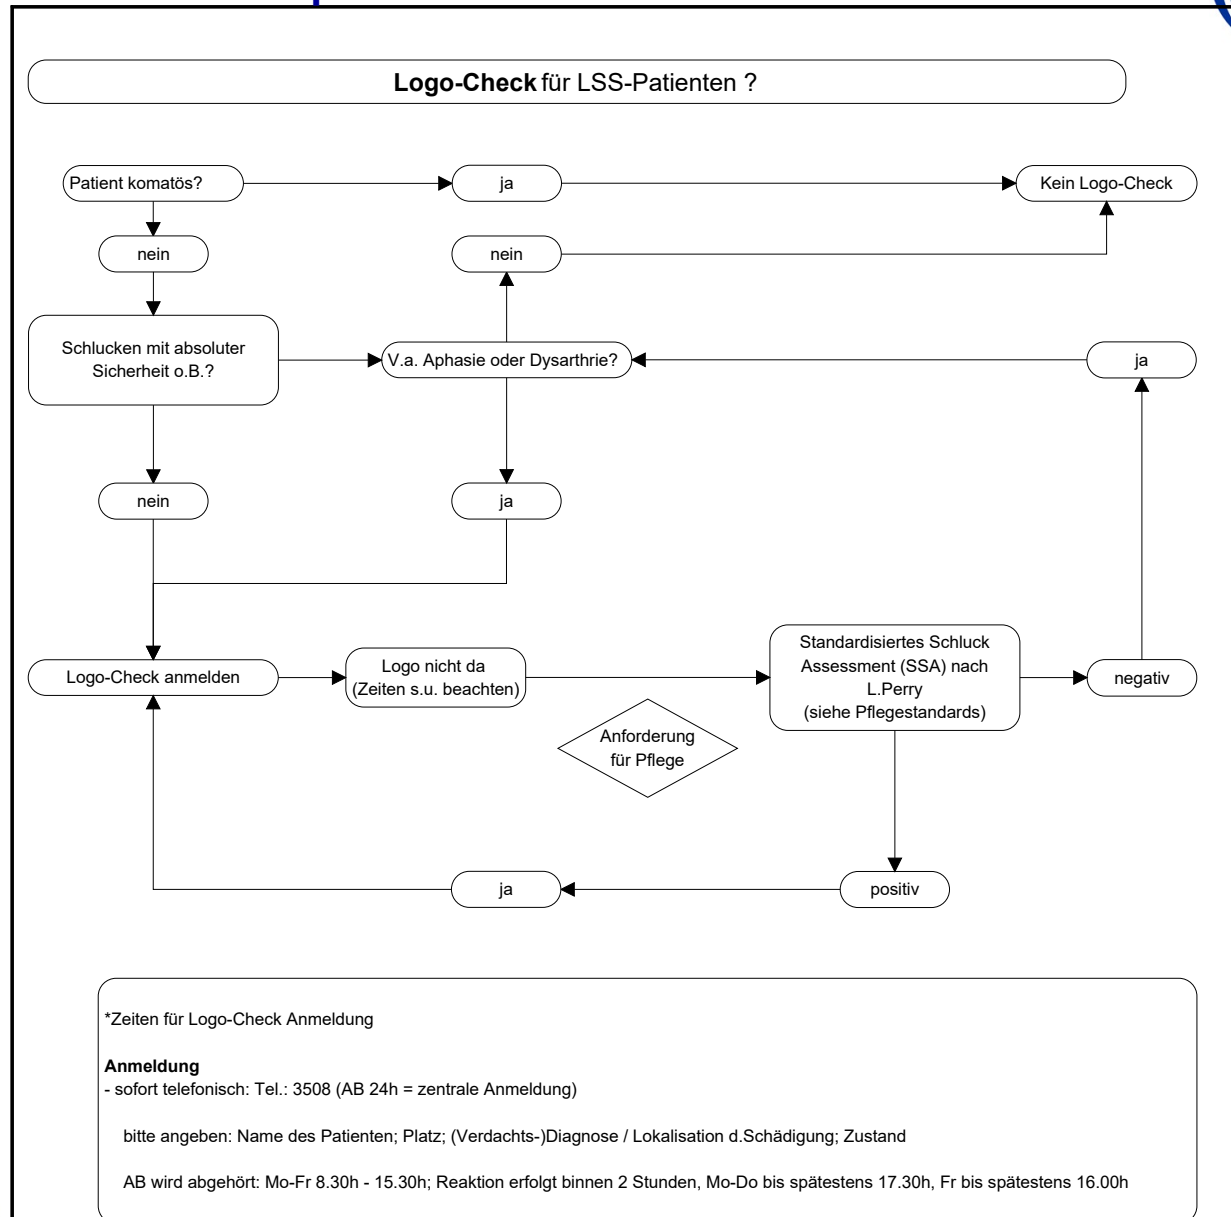 Logo-Check für LSS-Patienten ?
Patient komatös?
ja
Kein Logo-Check
nein
nein
Schlucken mit absoluter
Sicherheit o.B.?
V.a. Aphasie oder Dysarthrie?
ja
nein
ja
Logo-Check anmelden
Logo nicht da
(Zeiten s.u. beachten)
Standardisiertes Schluck
Assessment (SSA) nach
L.Perry
(siehe Pflegestandards)
negativ
Anforderung
für Pflege
ja
positiv
*Zeiten für Logo-Check Anmeldung
Anmeldung
- sofort telefonisch: Tel.: 3508 (AB 24h = zentrale Anmeldung)
bitte angeben: Name des Patienten; Platz; (Verdachts-)Diagnose / Lokalisation d.Schädigung; Zustand
AB wird abgehört: Mo-Fr 8.30h - 15.30h; Reaktion erfolgt binnen 2 Stunden, Mo-Do bis spätestens 17.30h, Fr bis spätestens 16.00h